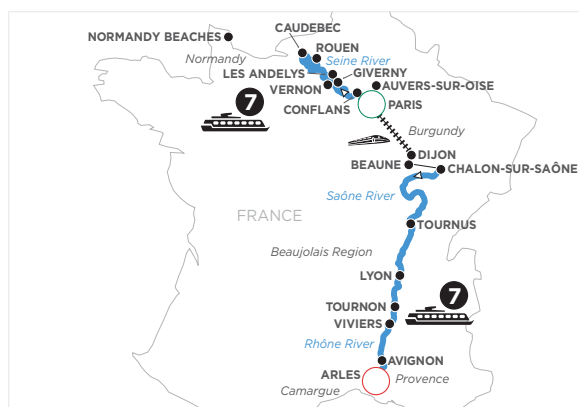 CAUDEBEC
NORMANDY BEACHES
ROUEN
Normandy
Seine River
LES ANDELYS
GIVERNY
VERNON
AUVERS-SUR-OISE
7
CONFLANS
PARIS
Burgundy
DIJON
BEAUNE
CHALON-SUR-SAÔNE
Saône River
FRANCE
TOURNUS
Beaujolais Region
LYON
7
TOURNON
VIVIERS
Rhône River
AVIGNON
ARLES
Provence
Camargue